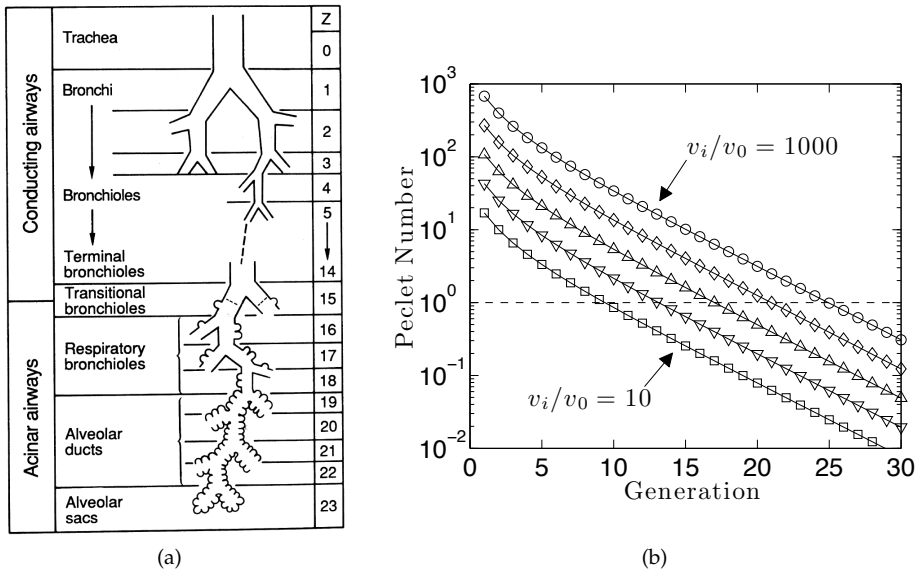 Z
Trachea
0
Conducting airways
Bronchi
1
2
3
Bronchioles
4
5
Terminal
bronchioles
14
Transitional
bronchioles
15
Acinar airways
16
Respiratory
bronchioles
17
18
19
Alveolar
ducts
20
21
22
Alveolar
sacs
23
(a)
Peclet Number
10^3
10^2
10^1
10^0
10^-1
10^-2
v_i/v_0 = 1000
v_i/v_0 = 10
0 5 10 15 20 25 30
Generation
(b)